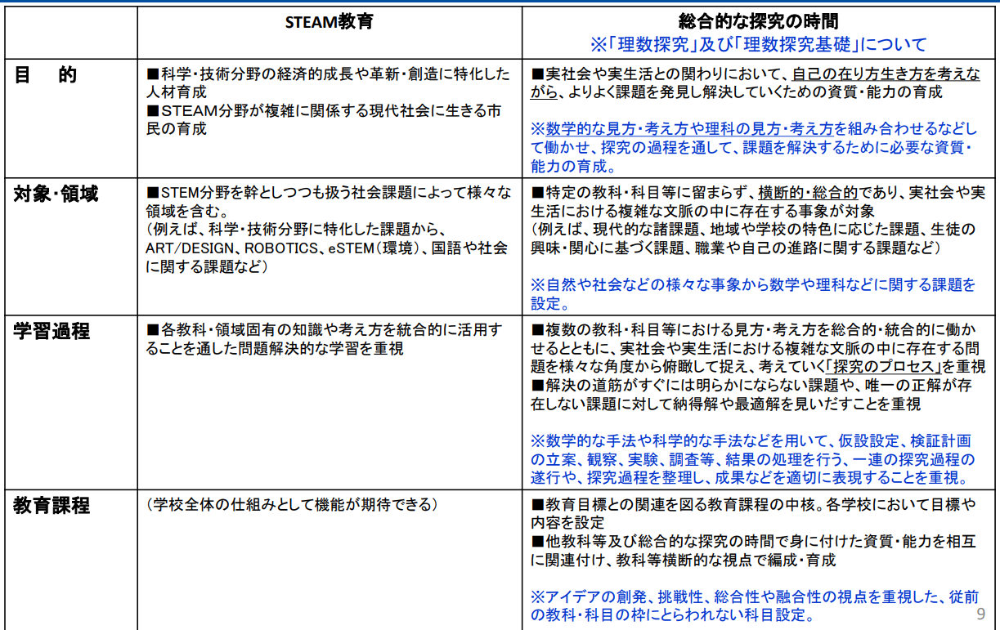 STEAM教育
総合的な探究の時間
※「理数探究」及び「理数探究基礎」について
目　的
■科学・技術分野の経済的成長や革新・創造に特化した
人材育成
■STEAM分野が複雑に関係する現代社会に生きる市
民の育成
■実社会や実生活との関わりにおいて、自己の在り方生き方を考えな
がら、よりよく課題を発見し解決していくための資質・能力の育成
※数学的な見方・考え方や理科の見方・考え方を組み合わせるなどし
て働かせ、探究の過程を通して、課題を解決するために必要な資質・
能力の育成。
対象・領域
■STEM分野を幹としつつも扱う社会課題によって様々な
領域を含む。
（例えば、科学・技術分野に特化した課題から、
ART/DESIGN、ROBOTICS、eSTEM（環境）、国語や社会
に関する課題など）
■特定の教科・科目等に留まらず、横断的・総合的であり、実社会や実
生活における複雑な文脈の中に存在する事象が対象
（例えば、現代的な諸課題、地域や学校の特色に応じた課題、生徒の
興味・関心に基づく課題、職業や自己の進路に関する課題など）
※自然や社会などの様々な事象から数学や理科などに関する課題を
設定。
学習過程
■各教科・領域固有の知識や考え方を統合的に活用す
ることを通した問題解決的な学習を重視
■複数の教科・科目等における見方・考え方を総合的・統合的に働か
せるとともに、実社会や実生活における複雑な文脈の中に存在する問
題を様々な角度から俯瞰して捉え、考えていく「探究のプロセス」を重視
■解決の道筋がすぐには明らかにならない課題や、唯一の正解が存
在しない課題に対して納得解や最適解を見いだすことを重視
※数学的な手法や科学的な手法などを用いて、仮設設定、検証計画
の立案、観察、実験、調査等、結果の処理を行う、一連の探究過程の
遂行や、探究過程を整理し、成果などを適切に表現することを重視。
教育課程
（学校全体の仕組みとして機能が期待できる）
■教育目標との関連を図る教育課程の中核。各学校において目標や
内容を設定
■他教科等及び総合的な探究の時間で身に付けた資質・能力を相互
に関連付け、教科等横断的な視点で編成・育成
※アイデアの創発、挑戦性、総合性や融合性の視点を重視した、従前
の教科・科目の枠にとらわれない科目設定。
9